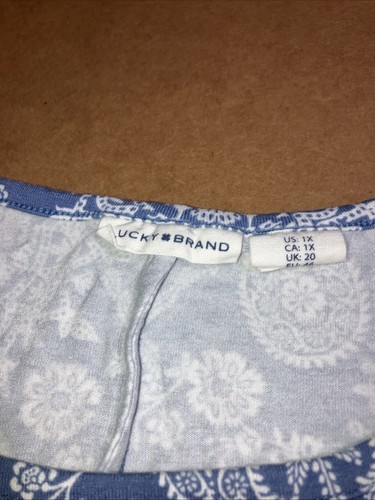 LUCKY BRAND
US: 1X
CA: 1X
UK: 20